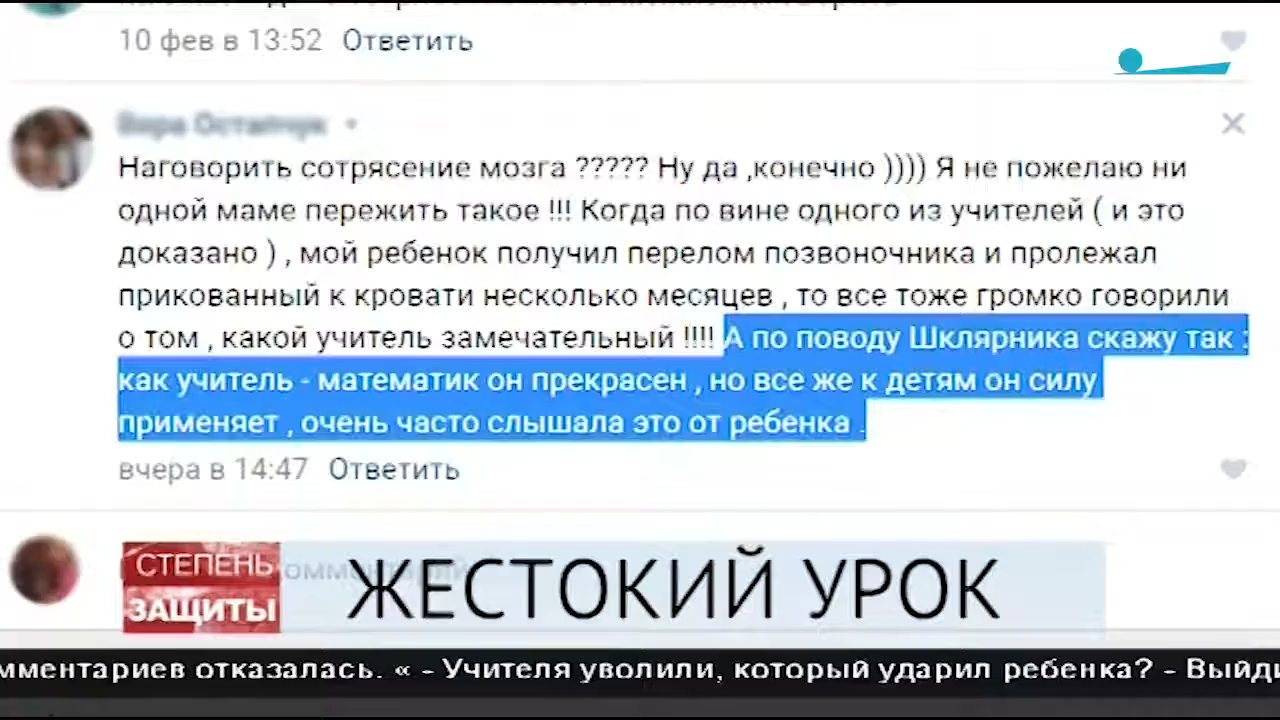 10 фев в 13:52 Ответить
Наговорить сотрясение мозга ????? Ну да ,конечно )))) Я не пожелаю ни
одной маме пережить такое !!! Когда по вине одного из учителей ( и это
доказано ) , мой ребенок получил перелом позвоночника и пролежал
прикованный к кровати несколько месяцев , то все тоже громко говорили
о том , какой учитель замечательный !!!! А по поводу Шклярника скажу так :
как учитель - математик он прекрасен , но все же к детям он силу
применяет , очень часто слышала это от ребенка .
вчера в 14:47 Ответить
СТЕПЕНЬ
ЗАЩИТЫ
ЖЕСТОКИЙ УРОК
мментариев отказалась. « - Учителя уволили, который ударил ребенка? - Выйди